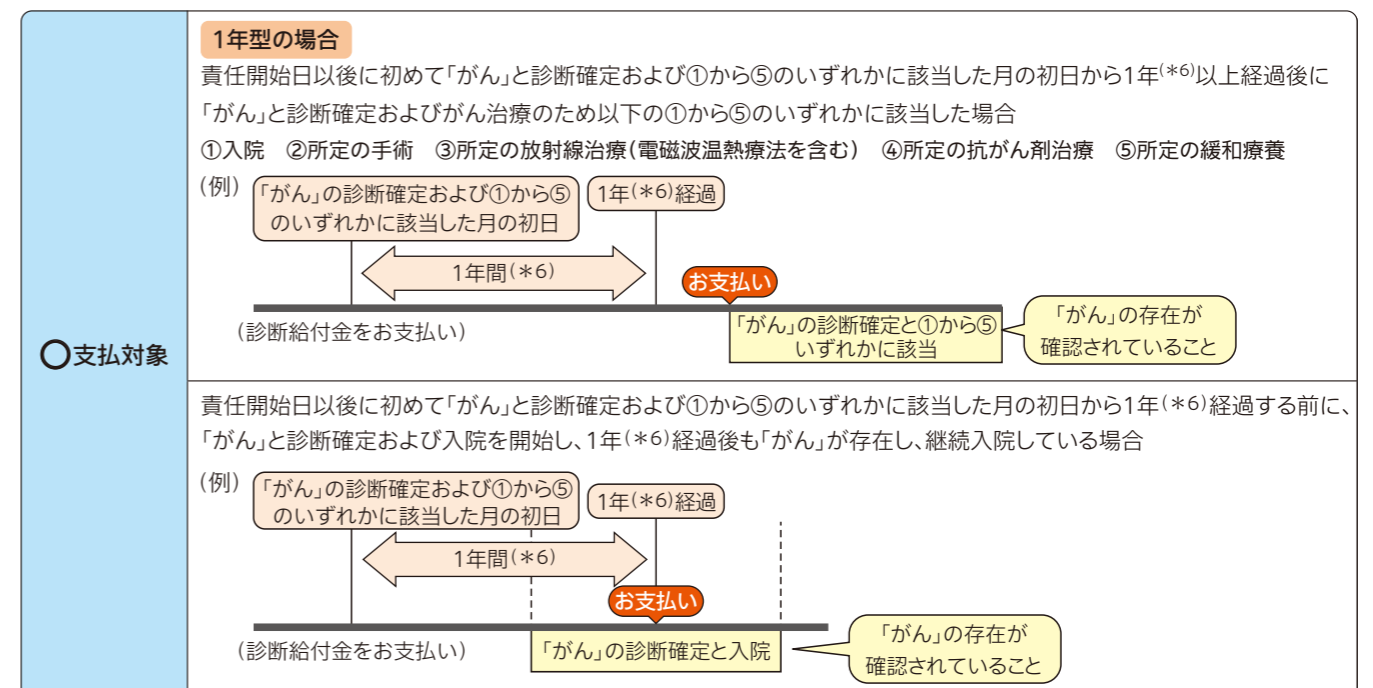 ○支払対象
1年型の場合
責任開始日以後に初めて「がん」と診断確定および①から⑤のいずれかに該当した月の初日から1年(*6)以上経過後に
「がん」と診断確定およびがん治療のため以下の①から⑤のいずれかに該当した場合
①入院 ②所定の手術 ③所定の放射線治療(電磁波温熱療法を含む) ④所定の抗がん剤治療 ⑤所定の緩和療養
(例)
「がん」の診断確定および①から⑤
のいずれかに該当した月の初日
1年(*6)経過
1年間(*6)
お支払い
(診断給付金をお支払い)
「がん」の診断確定と①から⑤
いずれかに該当
「がん」の存在が
確認されていること
責任開始日以後に初めて「がん」と診断確定および①から⑤のいずれかに該当した月の初日から1年(*6)経過する前に、
「がん」と診断確定および入院を開始し、1年(*6)経過後も「がん」が存在し、継続入院している場合
(例)
「がん」の診断確定および①から⑤
のいずれかに該当した月の初日
1年(*6)経過
1年間(*6)
お支払い
(診断給付金をお支払い)
「がん」の診断確定と入院
「がん」の存在が
確認されていること